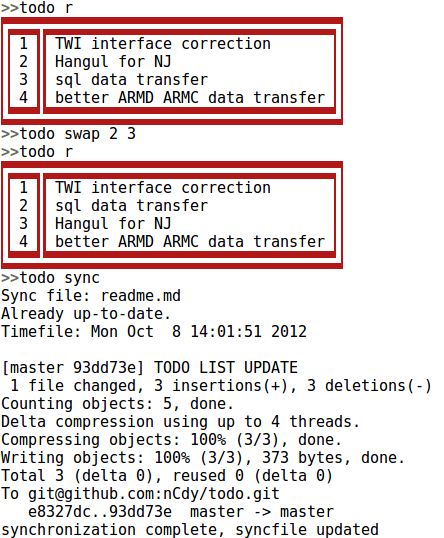 >>todo r
1 TWI interface correction
2 Hangul for NJ
3 sql data transfer
4 better ARMD ARMC data transfer
>>todo swap 2 3
>>todo r
1 TWI interface correction
2 sql data transfer
3 Hangul for NJ
4 better ARMD ARMC data transfer
>>todo sync
Sync file: readme.md
Already up-to-date.
Timefile: Mon Oct  8 14:01:51 2012

[master 93dd73e] TODO LIST UPDATE
 1 file changed, 3 insertions(+), 3 deletions(-)
Counting objects: 5, done.
Delta compression using up to 4 threads.
Compressing objects: 100% (3/3), done.
Writing objects: 100% (3/3), 373 bytes, done.
Total 3 (delta 0), reused 0 (delta 0)
To git@github.com:nCdy/todo.git
   e8327dc..93dd73e  master -> master
synchronization complete, syncfile updated